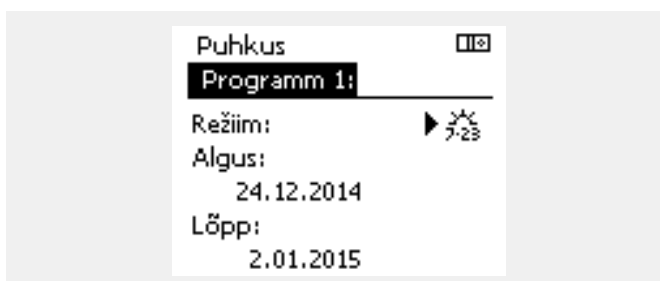 Puhkus
Programm 1:
Režiim: 7-23
Algus:
24.12.2014
Lõpp:
2.01.2015